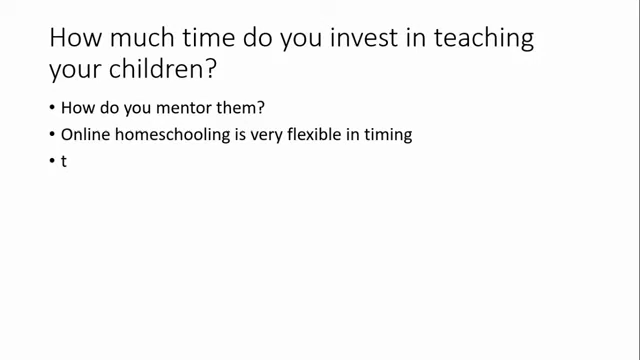 How much time do you invest in teaching
your children?
• How do you mentor them?
• Online homeschooling is very flexible in timing
• t